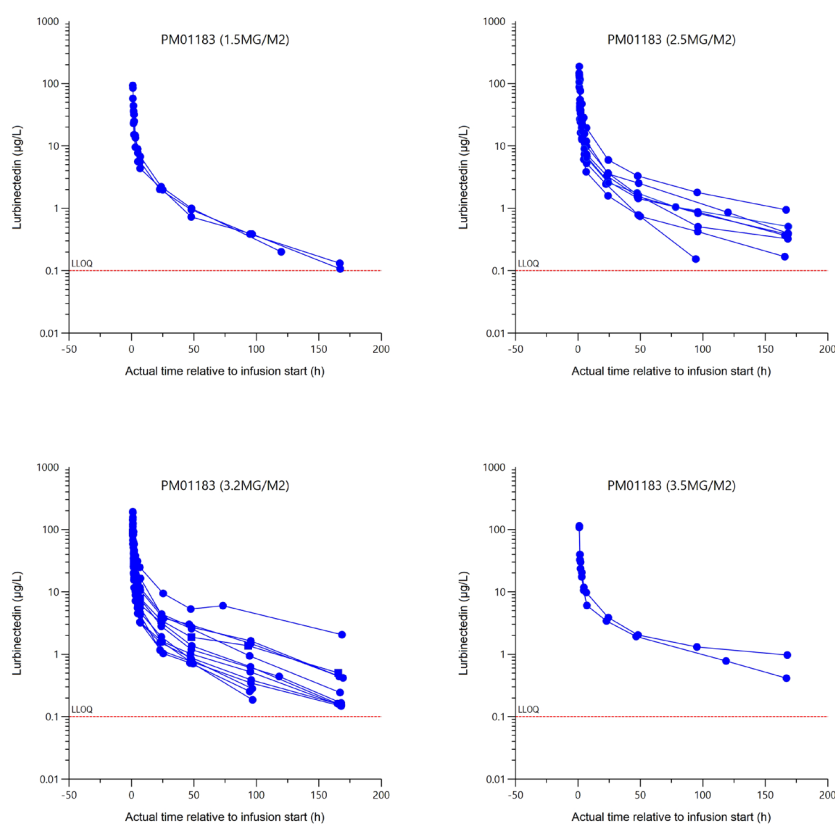 PM01183 (1.5MG/M2)
1000
100
10
1
0.1
0.01
Lurbinectedin (µg/L)
LLOQ
-50 0 50 100 150 200
Actual time relative to infusion start (h)
PM01183 (2.5MG/M2)
1000
100
10
1
0.1
0.01
Lurbinectedin (µg/L)
LLOQ
-50 0 50 100 150 200
Actual time relative to infusion start (h)
PM01183 (3.2MG/M2)
1000
100
10
1
0.1
0.01
Lurbinectedin (µg/L)
LLOQ
-50 0 50 100 150 200
Actual time relative to infusion start (h)
PM01183 (3.5MG/M2)
1000
100
10
1
0.1
0.01
Lurbinectedin (µg/L)
LLOQ
-50 0 50 100 150 200
Actual time relative to infusion start (h)